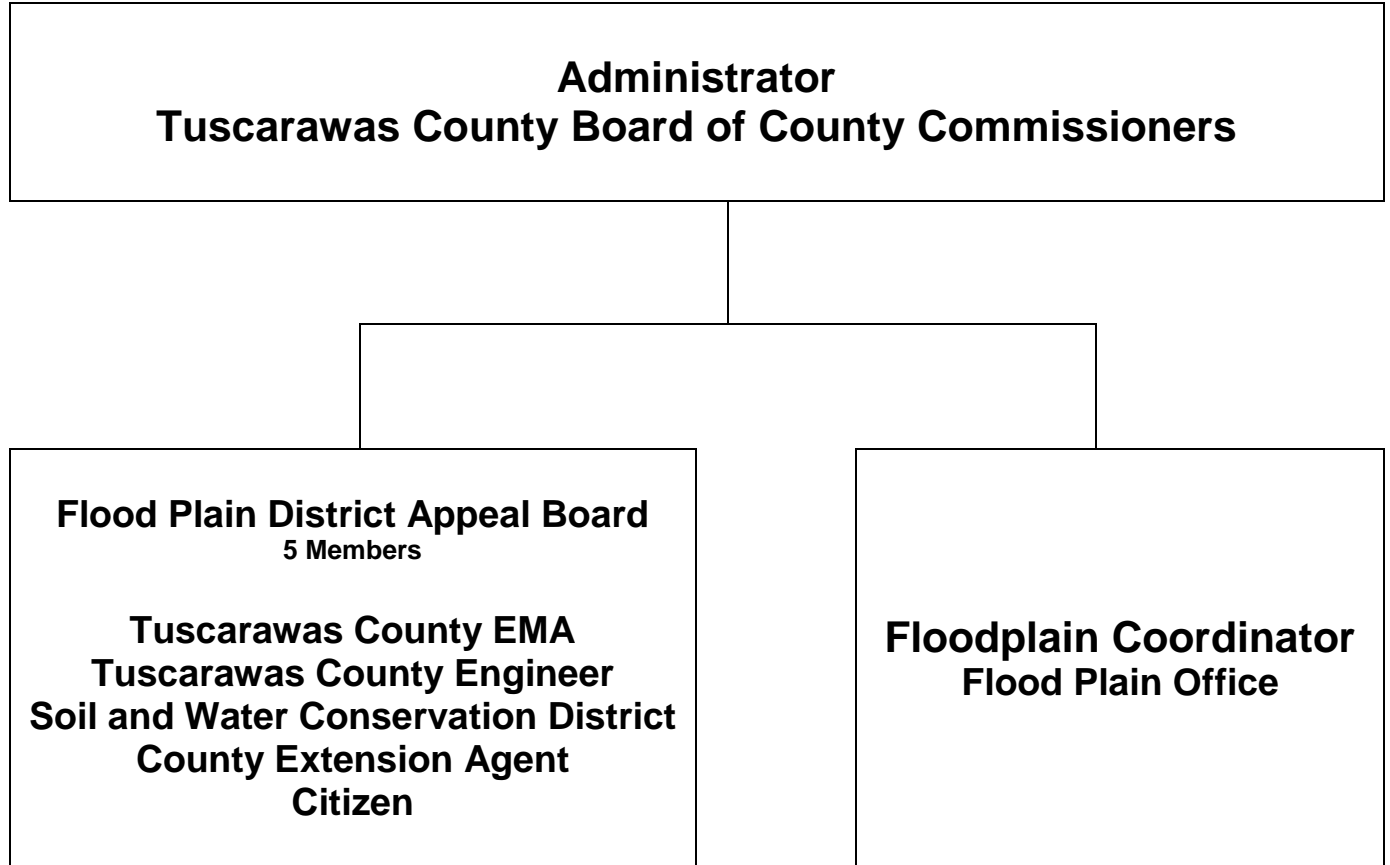 Administrator
Tuscarawas County Board of County Commissioners
Flood Plain District Appeal Board
5 Members
Tuscarawas County EMA
Tuscarawas County Engineer
Soil and Water Conservation District
County Extension Agent
Citizen
Floodplain Coordinator
Flood Plain Office